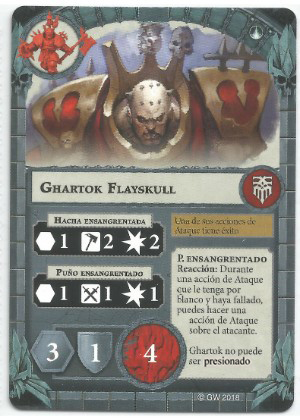 GHARTOK FLAYSKULL
HACHA ENSANGRENTADA
1 2 2
Una de sus acciones de
Ataque tiene éxito
PUÑO ENSANGRENTADO
1 1 1
P. ENSANGRENTADO
Reacción: Durante
una acción de Ataque
que le tenga por
blanco y haya fallado,
puedes hacer una
acción de Ataque
sobre el atacante.
Ghartok no puede
ser presionado
3 1 4
© GW 2018